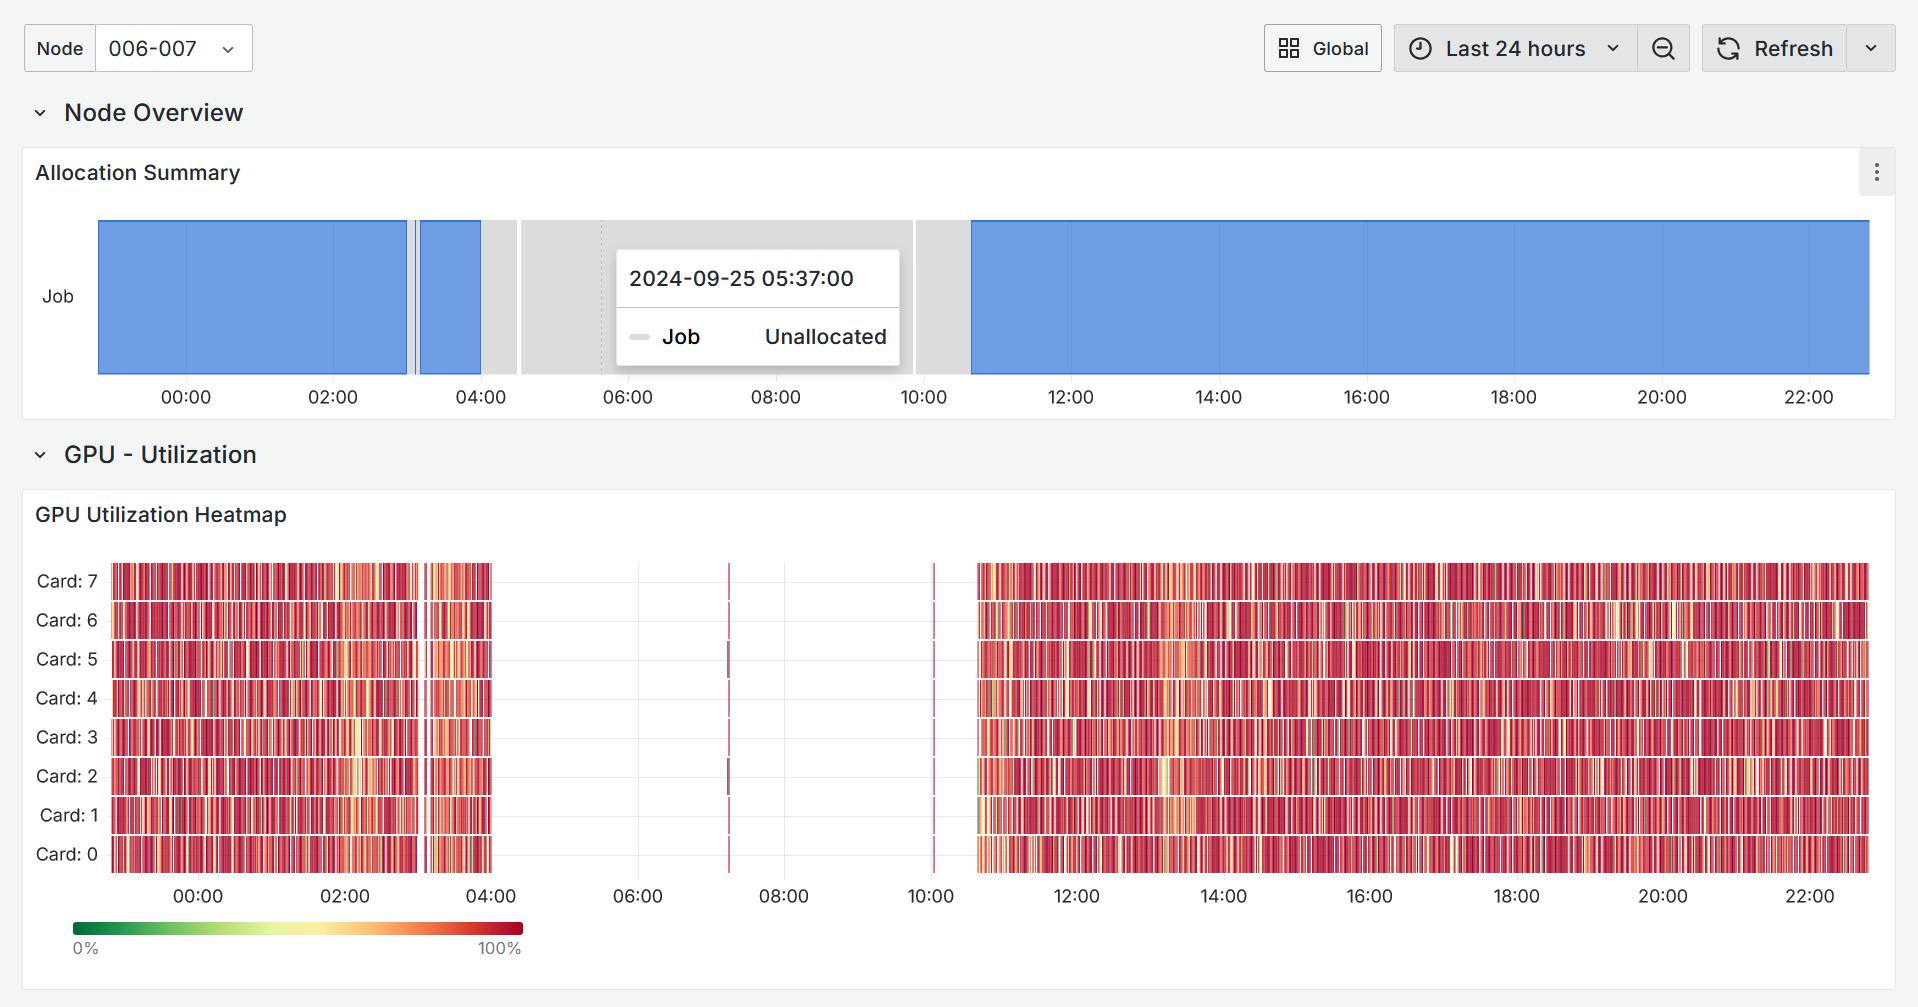 Node 006-007 Global Last 24 hours Refresh
Node Overview
Allocation Summary
Job
2024-09-25 05:37:00
Job Unallocated
00:00 02:00 04:00 06:00 08:00 10:00 12:00 14:00 16:00 18:00 20:00 22:00
GPU - Utilization
GPU Utilization Heatmap
Card: 7
Card: 6
Card: 5
Card: 4
Card: 3
Card: 2
Card: 1
Card: 0
00:00 02:00 04:00 06:00 08:00 10:00 12:00 14:00 16:00 18:00 20:00 22:00
0% 100%